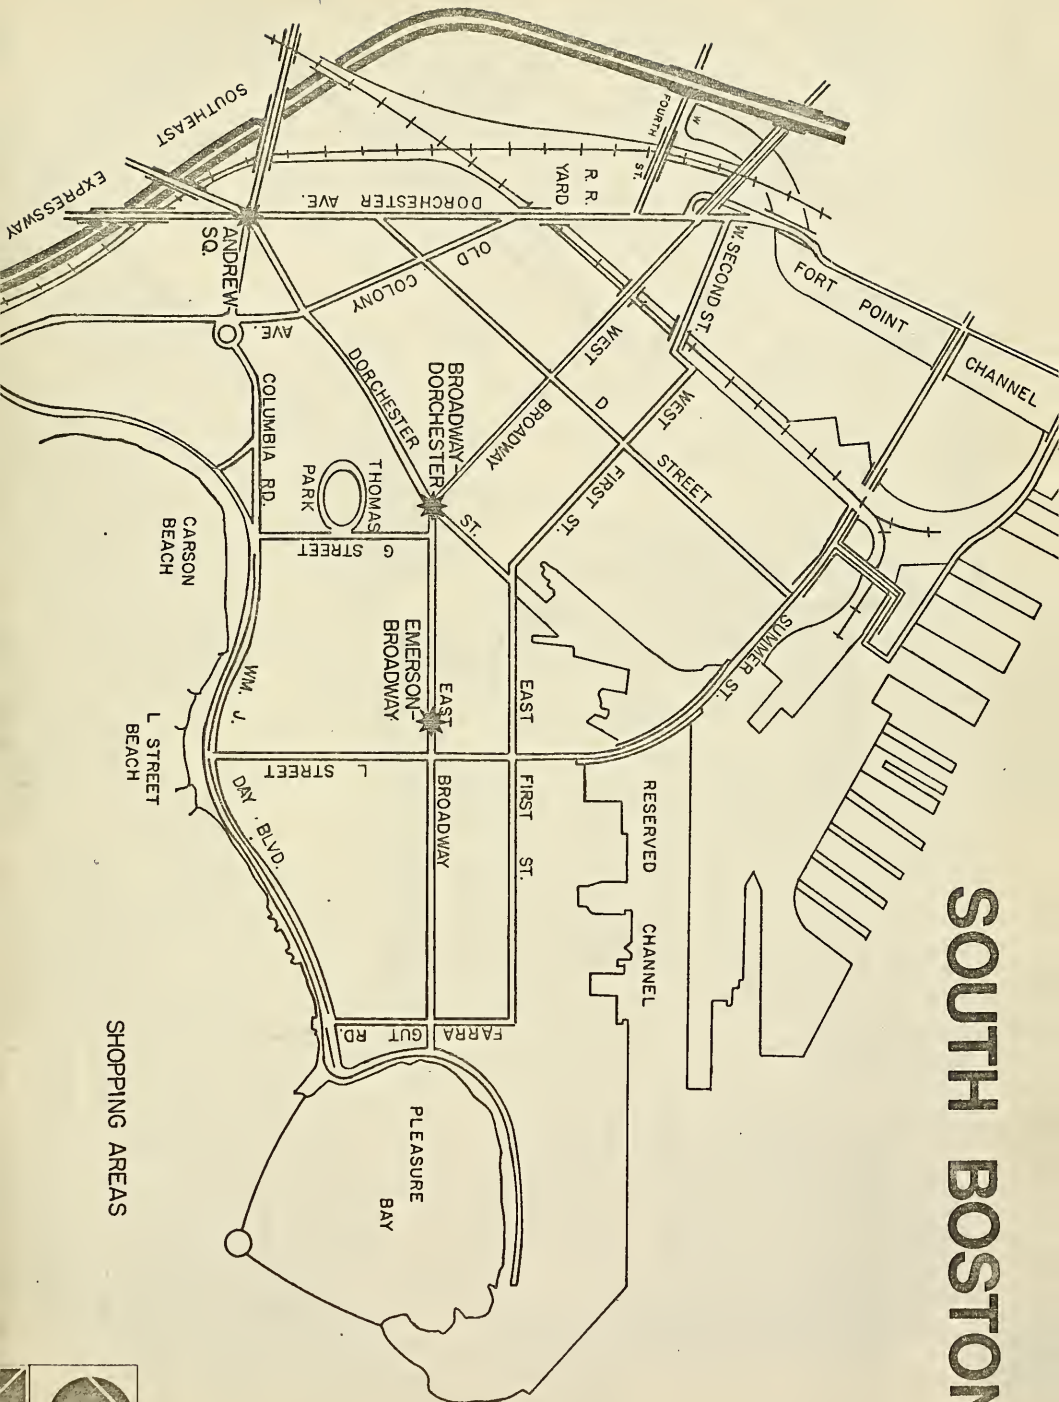 SOUTH BOSTON
FORT POINT
CHANNEL
FOURTH ST.
W
R. R.
YARD
DORCHESTER AVE.
SOUTHEAST
EXPRESSWAY
ANDREW
SQ.
OLD
COLONY
AVE.
W. SECOND ST.
WEST
BROADWAY
D
STREET
WEST
FIRST ST.
DORCHESTER
ST.
BROADWAY-
DORCHESTER
COLUMBIA RD.
THOMAS
PARK
G STREET
CARSON
BEACH
EMERSON-
BROADWAY
EAST
BROADWAY
EAST
FIRST ST.
SUMMER ST.
L STREET
WM. J.
DAY BLVD.
L STREET
BEACH
RESERVED
CHANNEL
FARRA GUT RD.
PLEASURE
BAY
SHOPPING AREAS